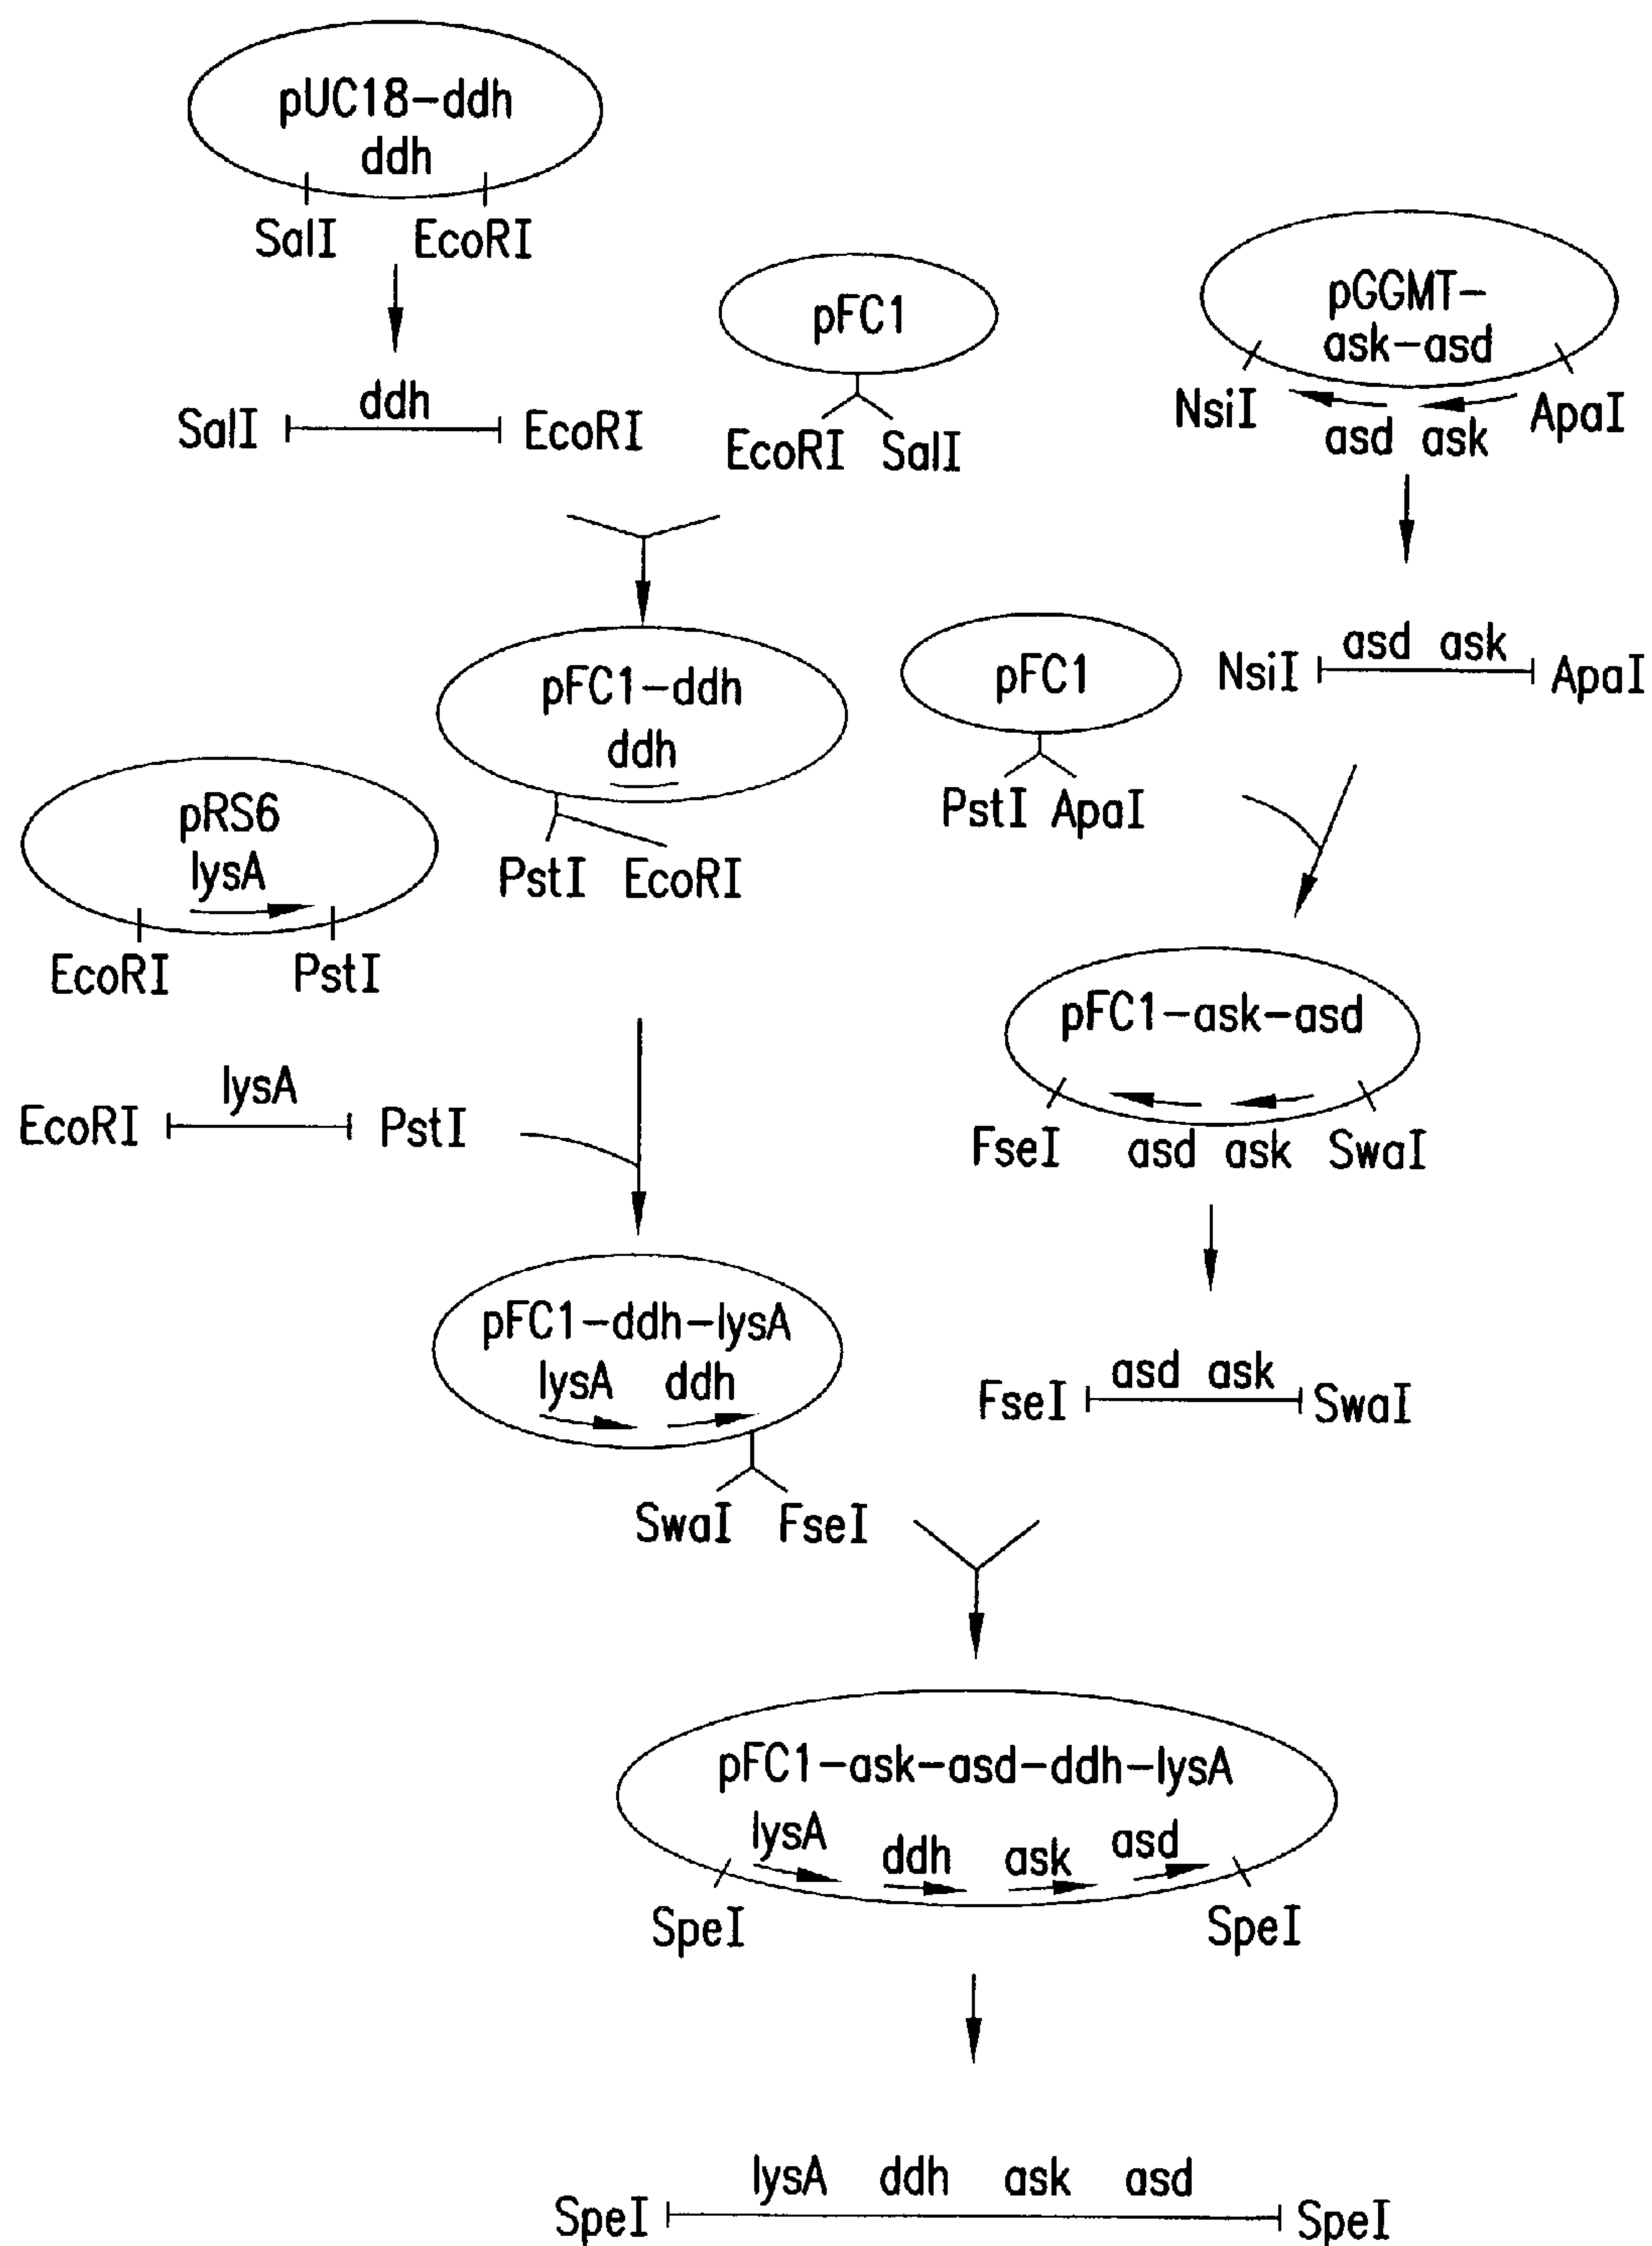 pUC18-ddh
ddh
SalI EcoRI
SalI ddh EcoRI
pFC1
EcoRI SalI
pGGMT-
ask-asd
NsiI ApaI
asd ask
NsiI asd ask ApaI
pFC1
PstI ApaI
pFC1-ddh
ddh
PstI EcoRI
pRS6
lysA
EcoRI PstI
EcoRI lysA PstI
pFC1-ask-asd
FseI asd ask SwaI
pFC1-ddh-lysA
lysA ddh
SwaI FseI
FseI asd ask SwaI
pFC1-ask-asd-ddh-lysA
lysA ddh ask asd
SpeI SpeI
lysA ddh ask asd
SpeI SpeI